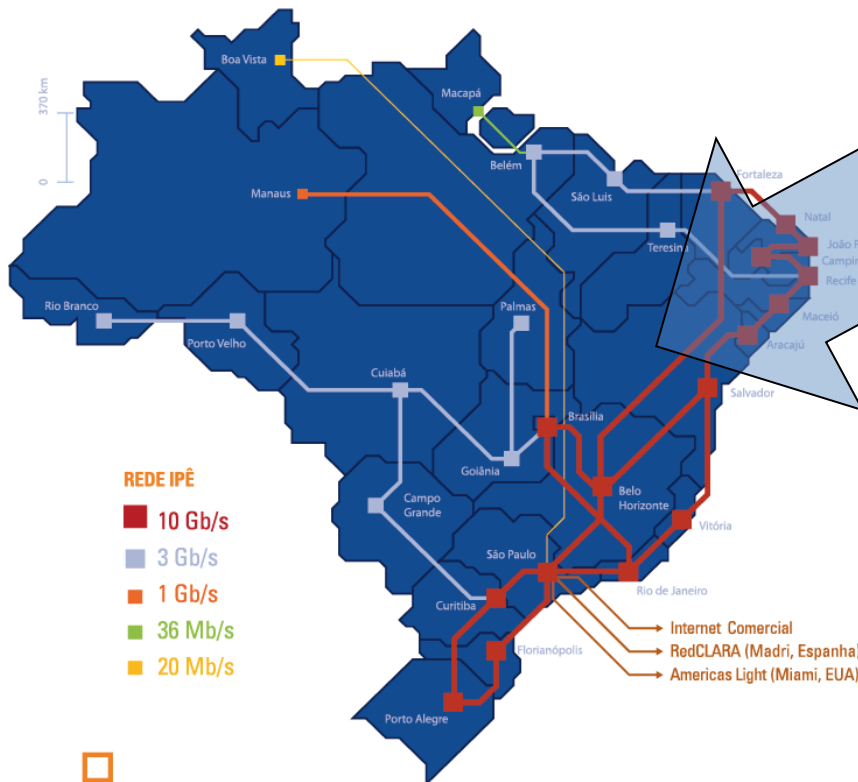 Boa Vista
370 km
0
Macapá
Belém
São Luis
Fortaleza
Manaus
Natal
Teresina
João P
Campin
Recife
Rio Branco
Porto Velho
Palmas
Maceió
Aracajú
Cuiabá
Salvador
Brasília
Goiânia
REDE IPÊ
10 Gb/s
3 Gb/s
1 Gb/s
36 Mb/s
20 Mb/s
Campo
Grande
Belo
Horizonte
Vitória
São Paulo
Rio de Janeiro
Curitiba
Internet Comercial
RedCLARA (Madri, Espanha)
Americas Light (Miami, EUA)
Florianópolis
Porto Alegre